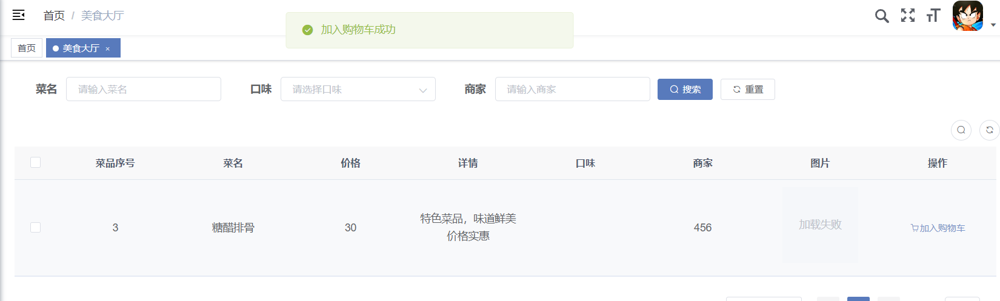 首页 / 美食大厅
加入购物车成功
首页 美食大厅 ×
菜名 请输入菜名 口味 请选择口味 商家 请输入商家 搜索 重置
菜品序号 菜名 价格 详情 口味 商家 图片 操作
3 糖醋排骨 30 特色菜品，味道鲜美
价格实惠 456 加载失败 加入购物车